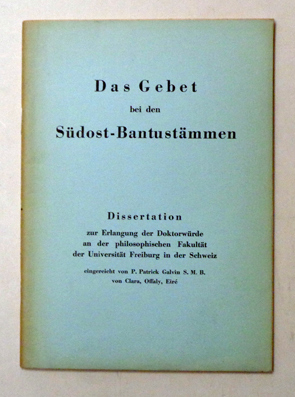 Das Gebet
bei den
Südost-Bantustämmen
Dissertation
zur Erlangung der Doktorwürde
an der philosophischen Fakultät
der Universität Freiburg in der Schweiz
eingereicht von P. Patrick Galvin S. M. B.
von Clara, Offaly, Eiré